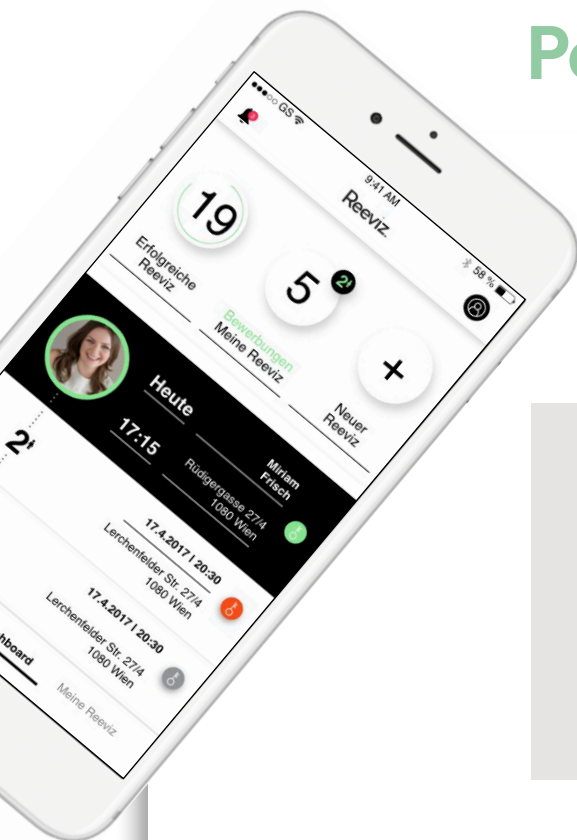 Pe
GS
9:41 AM
58 %
Reeviz
19
Erfolgreiche
Reeviz
5
2
Bewerbungen
Meine Reeviz
+
Neuer
Reeviz
Heute
17:15
Miriam
Frisch
Rüdigergasse 27/4
1080 Wien
2
17.4.2017 | 20:30
Lerchenfelder Str. 27/4
1080 Wien
17.4.2017 | 20:30
Lerchenfelder Str. 27/4
1080 Wien
hboard
Meine Reeviz